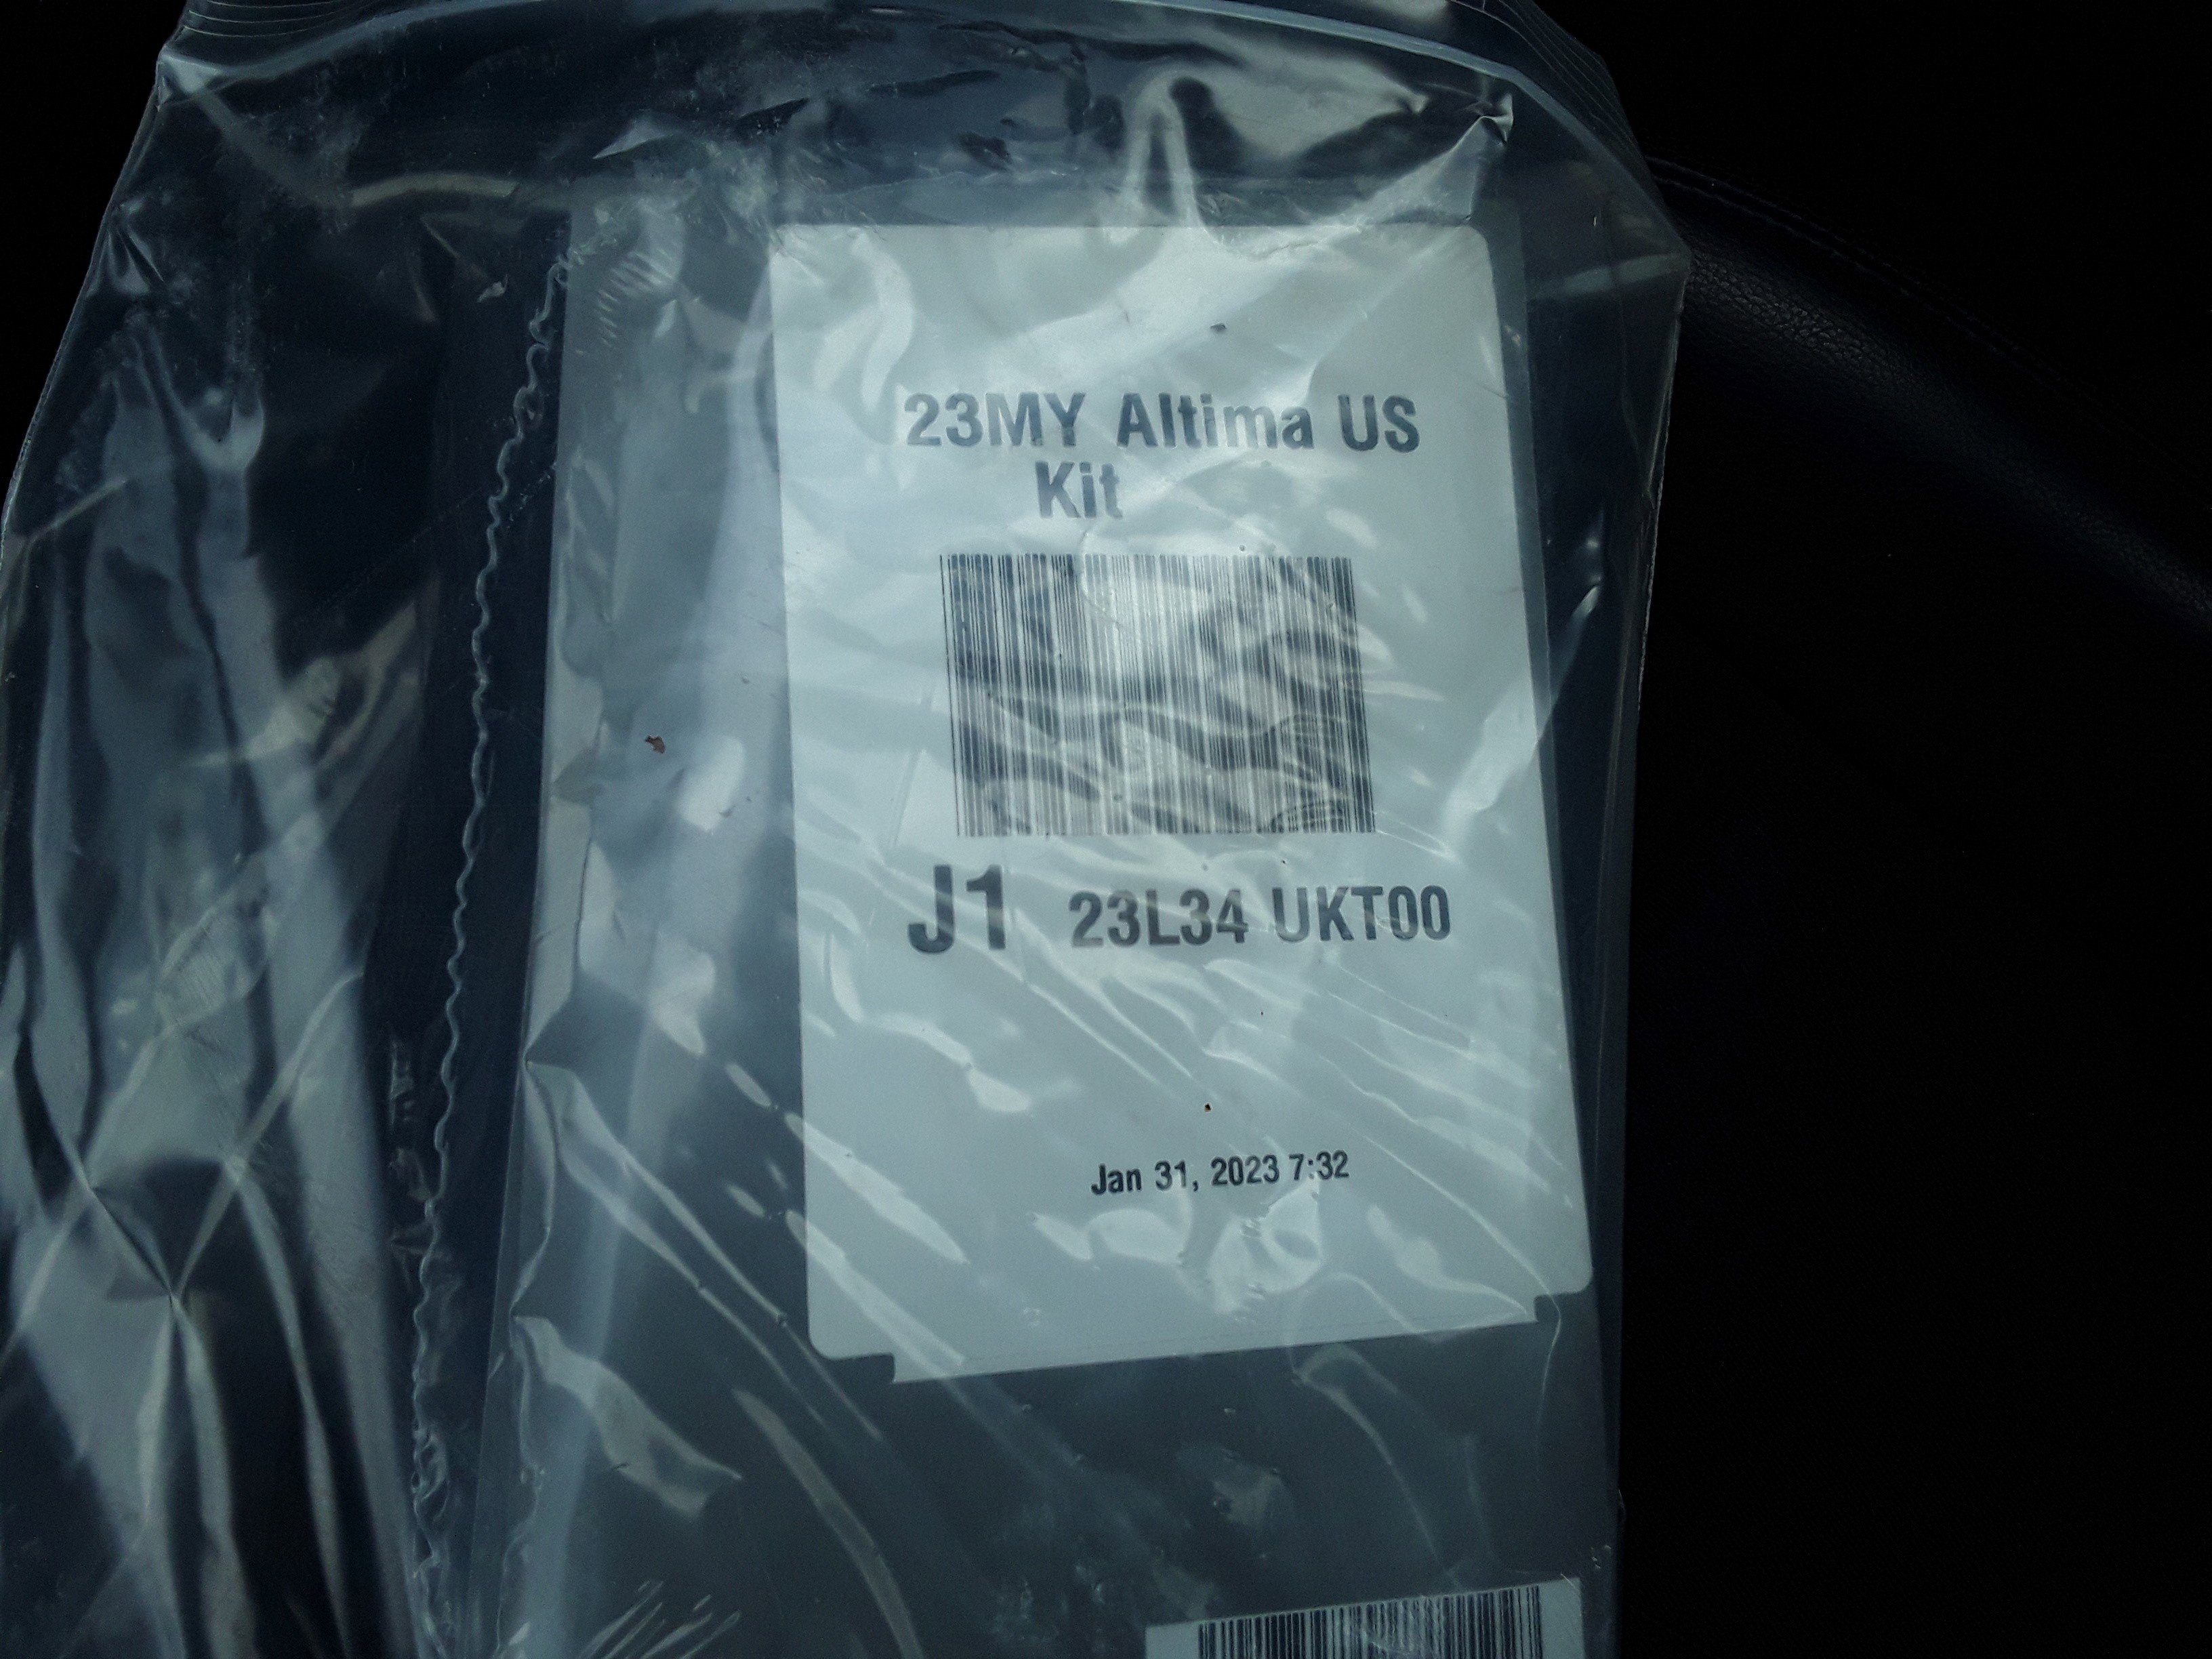 23MY Altima US
Kit
J1 23L34 UKT00
Jan 31, 2023 7:32